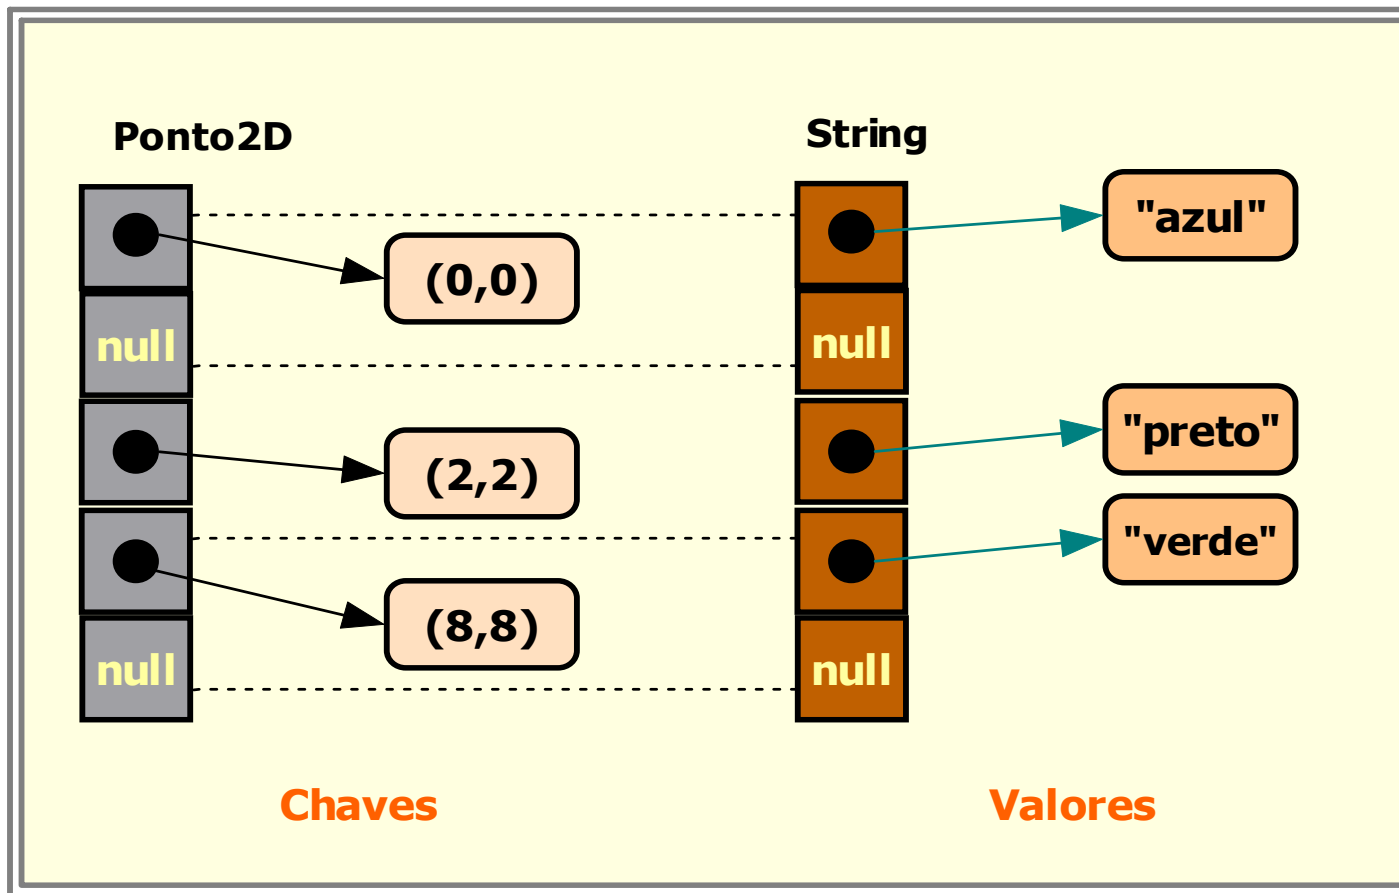 Ponto2D
String
"azul"
(0,0)
null
null
"preto"
(2,2)
"verde"
(8,8)
null
null
Chaves
Valores